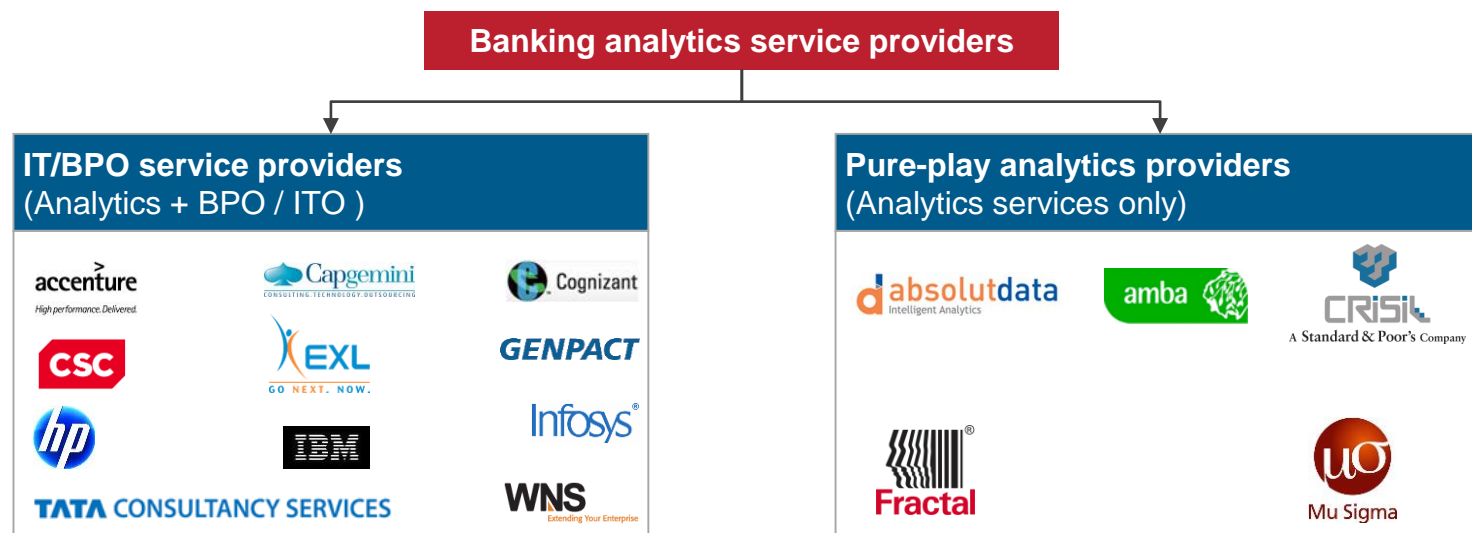 Banking analytics service providers
IT/BPO service providers
(Analytics + BPO / ITO )
accenture
High performance. Delivered.
Capgemini
CONSULTING.TECHNOLOGY.OUTSOURCING
Cognizant
CSC
EXL
GO NEXT. NOW.
GENPACT
hp
IBM
Infosys®
TATA CONSULTANCY SERVICES
WNS
Extending Your Enterprise
Pure-play analytics providers
(Analytics services only)
absolutdata
Intelligent Analytics
amba
CRISIL
A Standard & Poor's Company
®
Fractal
μσ
Mu Sigma